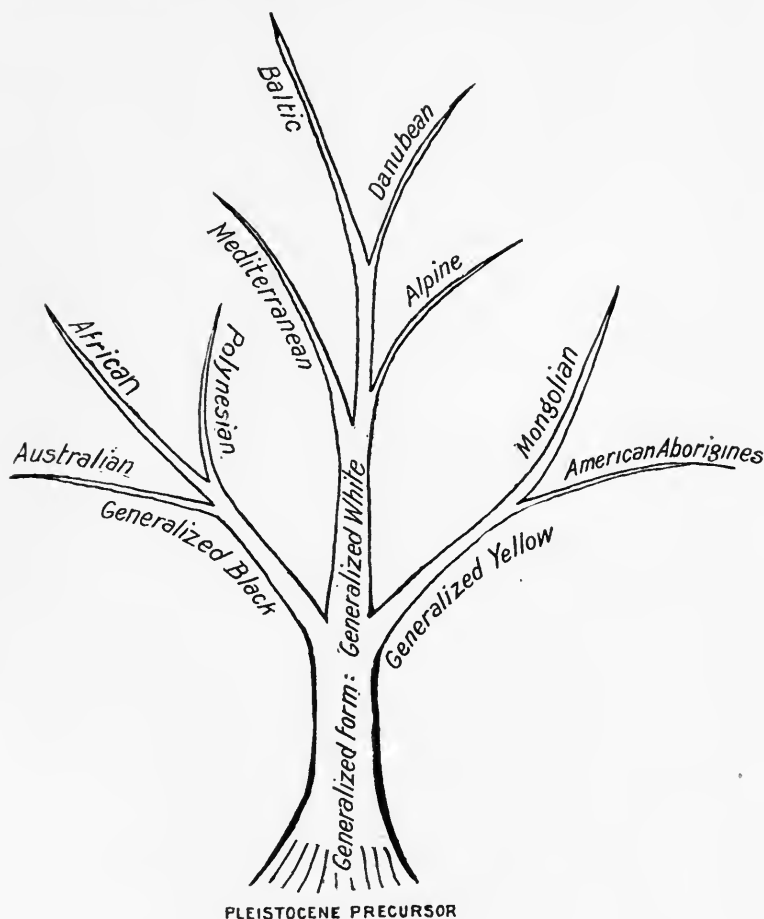 Baltic
Danubean
Mediterranean
Alpine
African
Polynesian
Mongolian
Australian
American Aborigines
Generalized Black
Generalized White
Generalized Yellow
Generalized Form:
PLEISTOCENE PRECURSOR